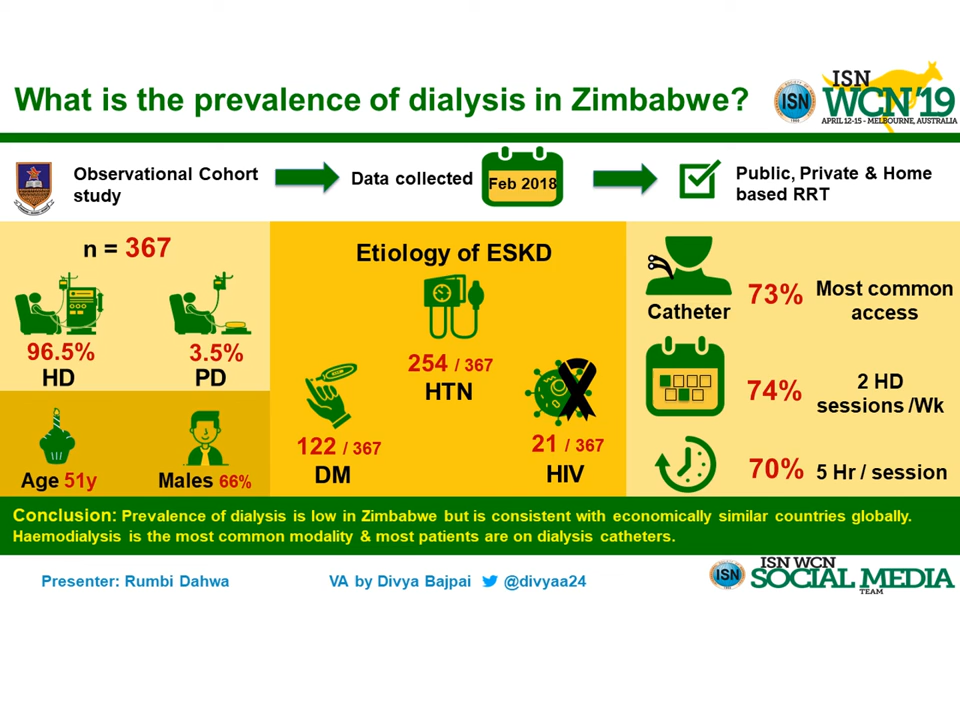 What is the prevalence of dialysis in Zimbabwe?
ISN
ISN
WCN'19
APRIL 12-15 - MELBOURNE, AUSTRALIA
Observational Cohort
study
Data collected
Feb 2018
Public, Private & Home
based RRT
n = 367
96.5%
HD
3.5%
PD
Age 51y
Males 66%
Etiology of ESKD
254 / 367
HTN
122 / 367
DM
21 / 367
HIV
Catheter
73%
Most common
access
74%
2 HD
sessions /Wk
70%
5 Hr / session
Conclusion: Prevalence of dialysis is low in Zimbabwe but is consistent with economically similar countries globally.
Haemodialysis is the most common modality & most patients are on dialysis catheters.
Presenter: Rumbi Dahwa
VA by Divya Bajpai @divyaa24
ISN
ISN WCN
SOCIAL MEDIA
TEAM